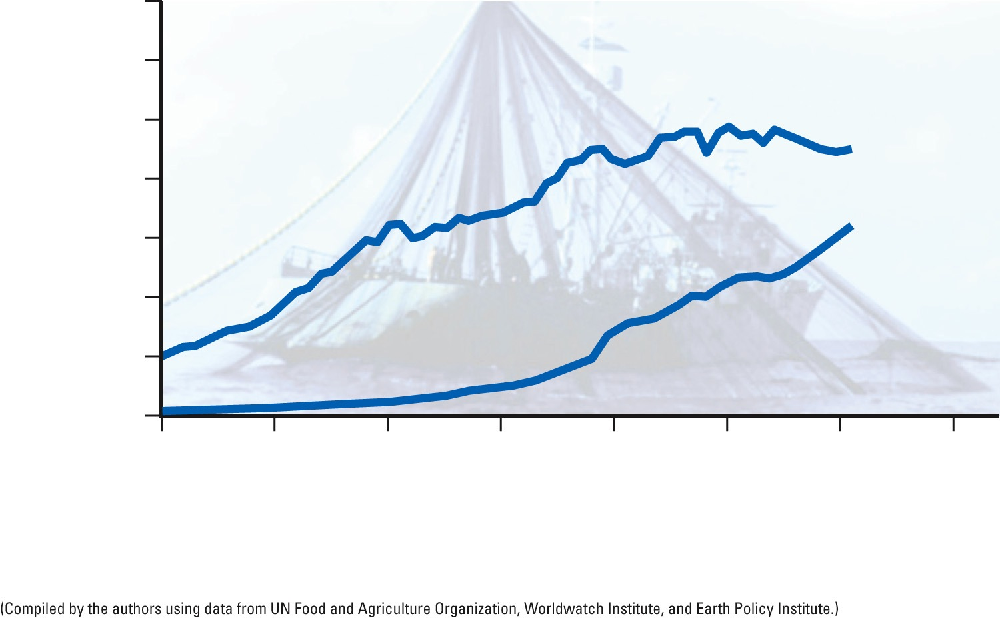 (Compiled by the authors using data from UN Food and Agriculture Organization, Worldwatch Institute, and Earth Policy Institute.)